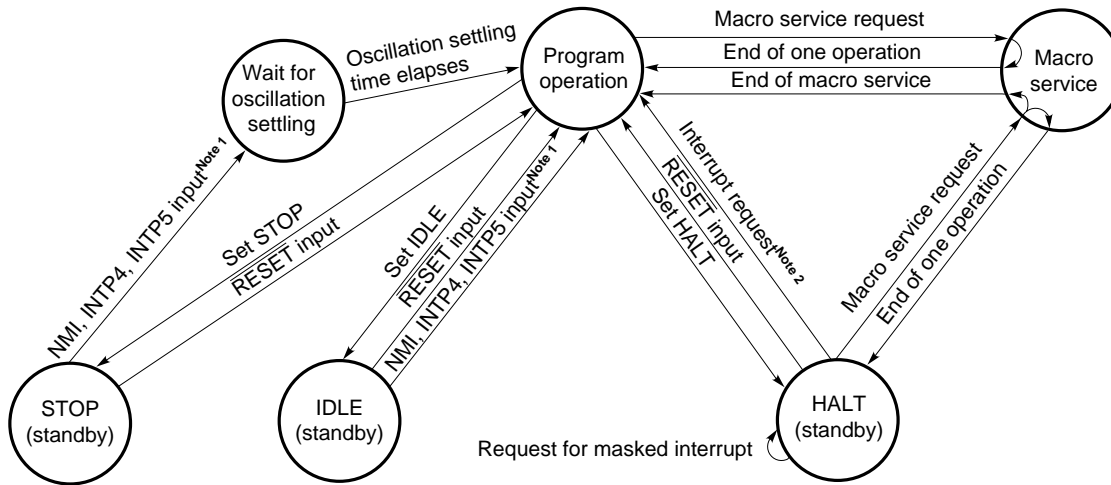 Macro service request
Oscillation settling
time elapses
Program
operation
End of one operation
Wait for
oscillation
settling
Macro
service
End of macro service
NMI, INTP4, INTP5 input Note 1
Set STOP
RESET input
Set IDLE
RESET input
NMI, INTP4, INTP5 input Note 1
Interrupt request Note 2
RESET input
Set HALT
Macro service request
End of one operation
STOP
(standby)
IDLE
(standby)
HALT
(standby)
Request for masked interrupt